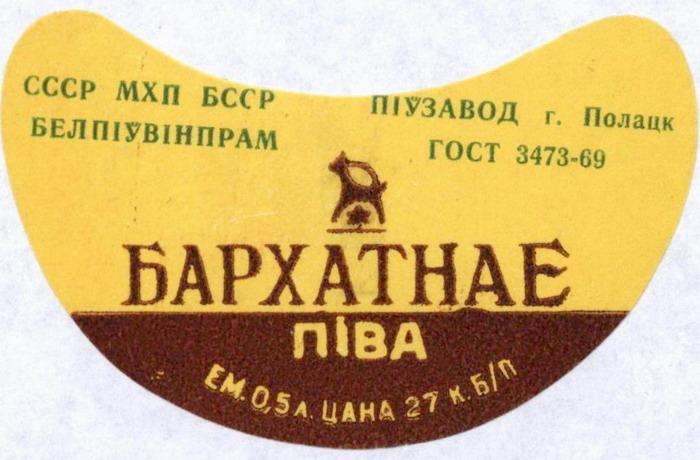 СССР МХП БССР
БЕЛПІЎВІНПРАМ
ПІЎЗАВОД г. Полацк
ГОСТ 3473-69
БАРХАТНАЕ
ПІВА
ЕМ. 0,5 л. ЦАНА 27 К. Б/П